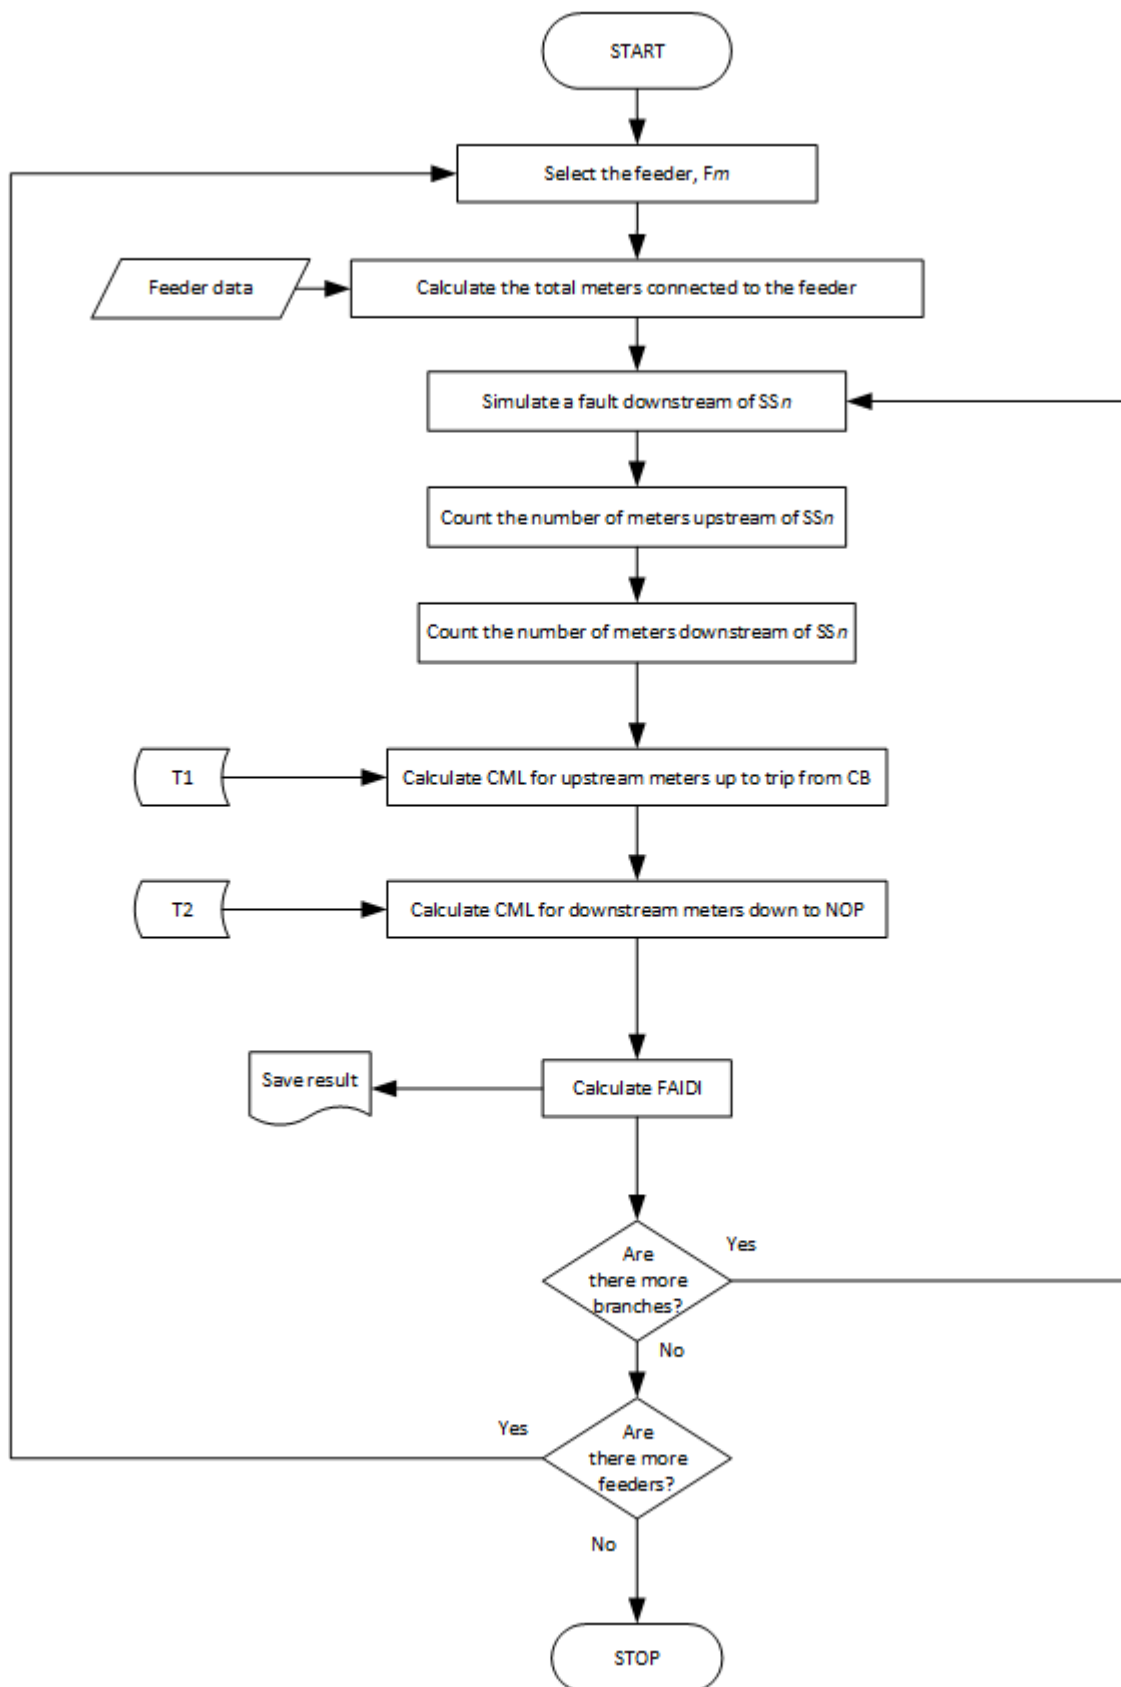 START
Select the feeder, Fm
Feeder data
Calculate the total meters connected to the feeder
Simulate a fault downstream of SSn
Count the number of meters upstream of SSn
Count the number of meters downstream of SSn
T1
Calculate CML for upstream meters up to trip from CB
T2
Calculate CML for downstream meters down to NOP
Save result
Calculate FAIDI
Are
there more
branches?
Yes
No
Yes
Are
there more
feeders?
No
STOP